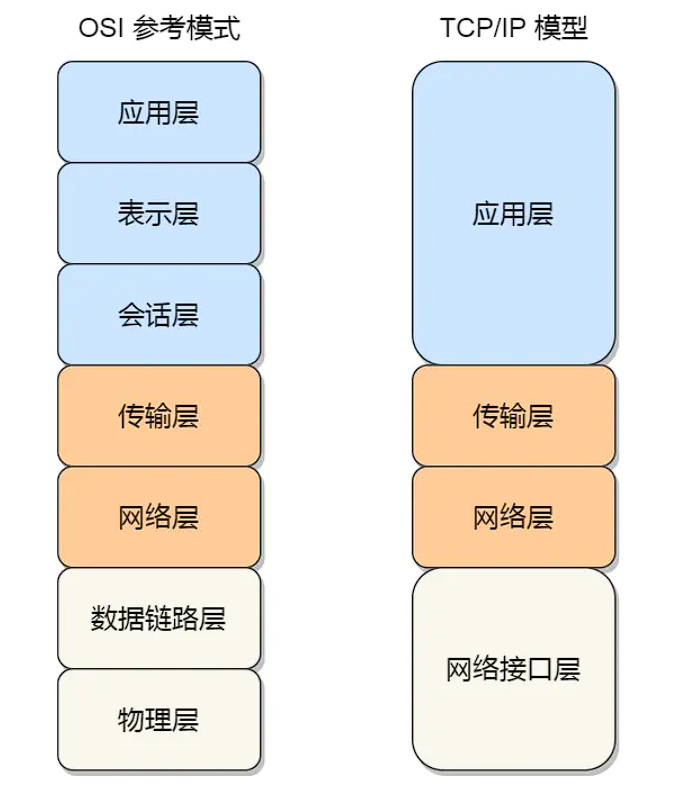 OSI 参考模式
应用层
表示层
会话层
传输层
网络层
数据链路层
物理层
TCP/IP 模型
应用层
传输层
网络层
网络接口层